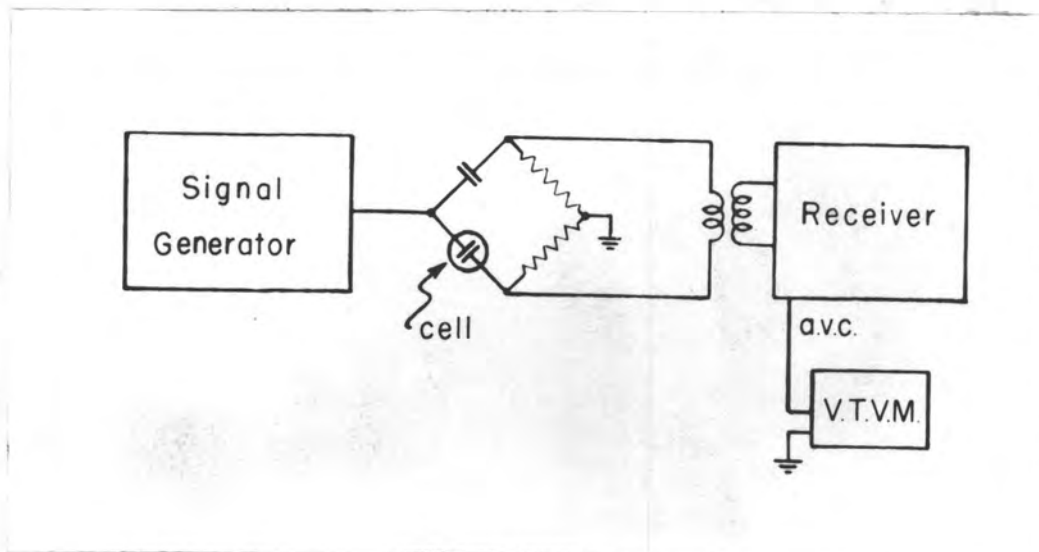 Signal
Generator
cell
Receiver
a.v.c.
V.T.V.M.